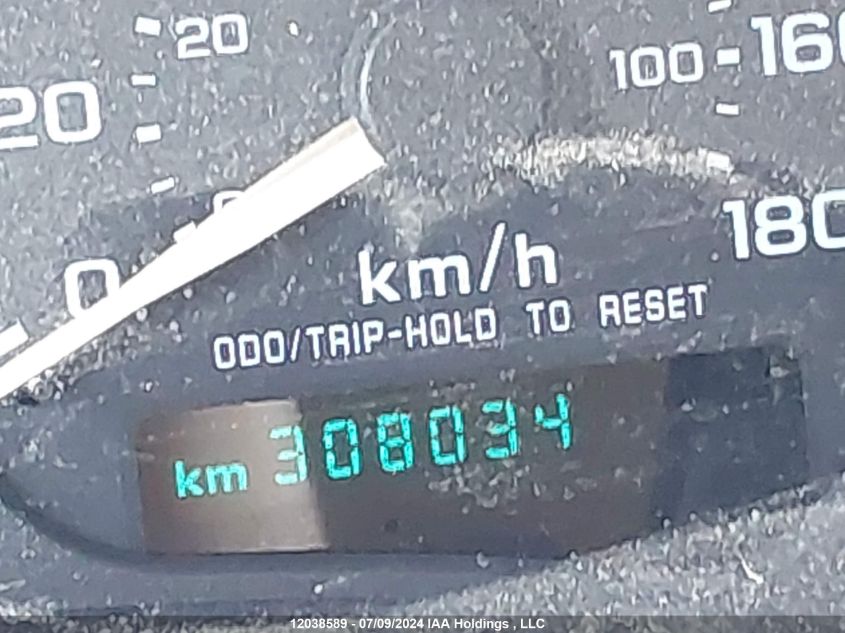 20
100
160
20
0
180
km/h
ODO/TRIP-HOLD TO RESET
km 308034
12038589 - 07/09/2024 IAA Holdings , LLC